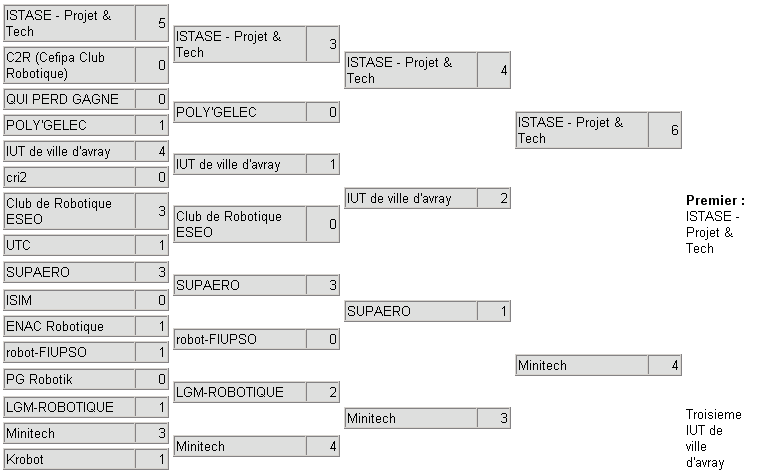 ISTASE - Projet &
Tech 5
C2R (Cefipa Club
Robotique) 0
QUI PERD GAGNE 0
POLY'GELEC 1
IUT de ville d'avray 4
cri2 0
Club de Robotique
ESEO 3
UTC 1
SUPAERO 3
ISIM 0
ENAC Robotique 1
robot-FIUPSO 1
PG Robotik 0
LGM-ROBOTIQUE 1
Minitech 3
Krobot 1
ISTASE - Projet &
Tech 3
POLY'GELEC 0
IUT de ville d'avray 1
Club de Robotique
ESEO 0
SUPAERO 3
robot-FIUPSO 0
LGM-ROBOTIQUE 2
Minitech 4
ISTASE - Projet &
Tech 4
IUT de ville d'avray 2
SUPAERO 1
Minitech 3
ISTASE - Projet &
Tech 6
Minitech 4
Premier :
ISTASE -
Projet &
Tech
Troisieme
IUT de
ville
d'avray